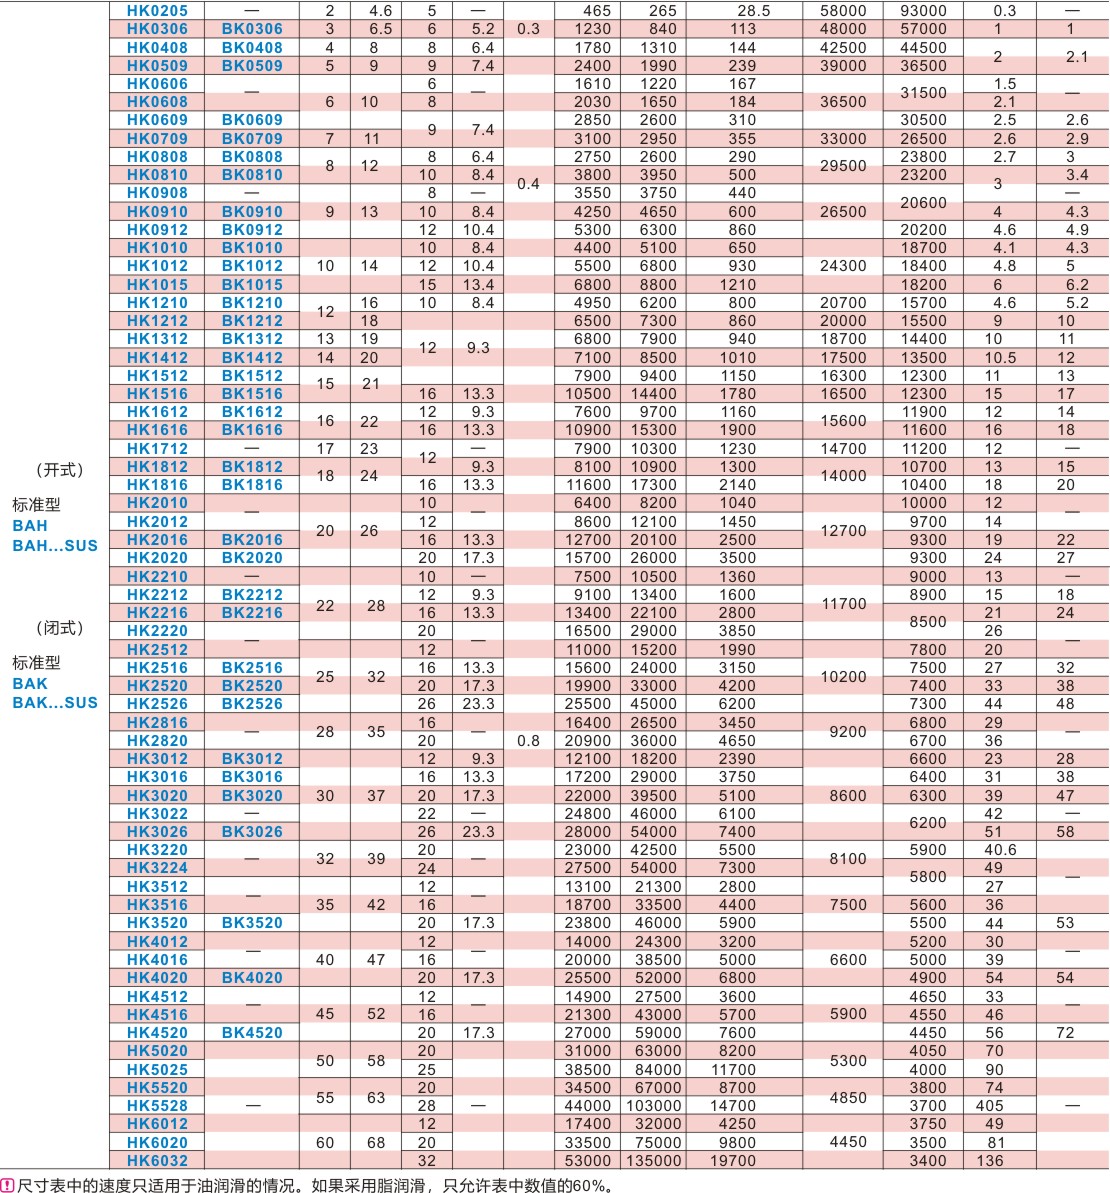 HK0205 — 2 4.6 5 — 465 265 28.5 58000 93000 0.3 —
HK0306 BK0306 3 6.5 6 5.2 0.3 1230 840 113 48000 57000 1 1
HK0408 BK0408 4 8 8 6.4 1780 1310 144 42500 44500 2 2.1
HK0509 BK0509 5 9 9 7.4 2400 1990 239 39000 36500
HK0606 — 6 — 1610 1220 167 31500 1.5 —
HK0608 6 10 8 2030 1650 184 36500 2.1
HK0609 BK0609 9 7.4 2850 2600 310 30500 2.5 2.6
HK0709 BK0709 7 11 3100 2950 355 33000 26500 2.6 2.9
HK0808 BK0808 8 12 8 6.4 2750 2600 290 29500 23800 2.7 3
HK0810 BK0810 10 8.4 0.4 3800 3950 500 23200 3 3.4
HK0908 — 8 — 3550 3750 440 20600 —
HK0910 BK0910 9 13 10 8.4 4250 4650 600 26500 4 4.3
HK0912 BK0912 12 10.4 5300 6300 860 20200 4.6 4.9
HK1010 BK1010 10 8.4 4400 5100 650 18700 4.1 4.3
HK1012 BK1012 10 14 12 10.4 5500 6800 930 24300 18400 4.8 5
HK1015 BK1015 15 13.4 6800 8800 1210 18200 6 6.2
HK1210 BK1210 12 16 10 8.4 4950 6200 800 20700 15700 4.6 5.2
HK1212 BK1212 18 6500 7300 860 20000 15500 9 10
HK1312 BK1312 13 19 12 9.3 6800 7900 940 18700 14400 10 11
HK1412 BK1412 14 20 7100 8500 1010 17500 13500 10.5 12
HK1512 BK1512 15 21 7900 9400 1150 16300 12300 11 13
HK1516 BK1516 16 13.3 10500 14400 1780 16500 12300 15 17
HK1612 BK1612 16 22 12 9.3 7600 9700 1160 15600 11900 12 14
HK1616 BK1616 16 13.3 10900 15300 1900 11600 16 18
HK1712 — 17 23 12 — 7900 10300 1230 14700 11200 12 —
（开式） HK1812 BK1812 18 24 9.3 8100 10900 1300 14000 10700 13 15
HK1816 BK1816 16 13.3 11600 17300 2140 10400 18 20
标准型 HK2010 — 10 — 6400 8200 1040 10000 12 —
BAH HK2012 20 26 12 8600 12100 1450 12700 9700 14
BAH...SUS HK2016 BK2016 16 13.3 12700 20100 2500 9300 19 22
HK2020 BK2020 20 17.3 15700 26000 3500 9300 24 27
HK2210 — 10 — 7500 10500 1360 9000 13 —
HK2212 BK2212 22 28 12 9.3 9100 13400 1600 11700 8900 15 18
HK2216 BK2216 16 13.3 13400 22100 2800 8500 21 24
（闭式） HK2220 — 20 — 16500 29000 3850 26 —
HK2512 12 11000 15200 1990 7800 20
标准型 HK2516 BK2516 25 32 16 13.3 15600 24000 3150 10200 7500 27 32
BAK HK2520 BK2520 20 17.3 19900 33000 4200 7400 33 38
BAK...SUS HK2526 BK2526 26 23.3 25500 45000 6200 7300 44 48
HK2816 — 28 35 16 — 16400 26500 3450 9200 6800 29 —
HK2820 20 0.8 20900 36000 4650 6700 36
HK3012 BK3012 12 9.3 12100 18200 2390 6600 23 28
HK3016 BK3016 16 13.3 17200 29000 3750 6400 31 38
HK3020 BK3020 30 37 20 17.3 22000 39500 5100 8600 6300 39 47
HK3022 — 22 — 24800 46000 6100 6200 42 —
HK3026 BK3026 26 23.3 28000 54000 7400 51 58
HK3220 — 32 39 20 — 23000 42500 5500 8100 5900 40.6 —
HK3224 24 27500 54000 7300 5800 49
HK3512 — 12 — 13100 21300 2800 27
HK3516 35 42 16 18700 33500 4400 7500 5600 36
HK3520 BK3520 20 17.3 23800 46000 5900 5500 44 53
HK4012 — 12 — 14000 24300 3200 5200 30 —
HK4016 40 47 16 20000 38500 5000 6600 5000 39
HK4020 BK4020 20 17.3 25500 52000 6800 4900 54 54
HK4512 — 12 — 14900 27500 3600 4650 33 —
HK4516 45 52 16 21300 43000 5700 5900 4550 46
HK4520 BK4520 20 17.3 27000 59000 7600 4450 56 72
HK5020 50 58 20 31000 63000 8200 5300 4050 70
HK5025 25 38500 84000 11700 4000 90
HK5520 55 63 20 34500 67000 8700 4850 3800 74
HK5528 — 28 — 44000 103000 14700 3700 405 —
HK6012 12 17400 32000 4250 3750 49
HK6020 60 68 20 33500 75000 9800 4450 3500 81
HK6032 32 53000 135000 19700 3400 136
! 尺寸表中的速度只适用于油润滑的情况。如果采用脂润滑，只允许表中数值的60%。